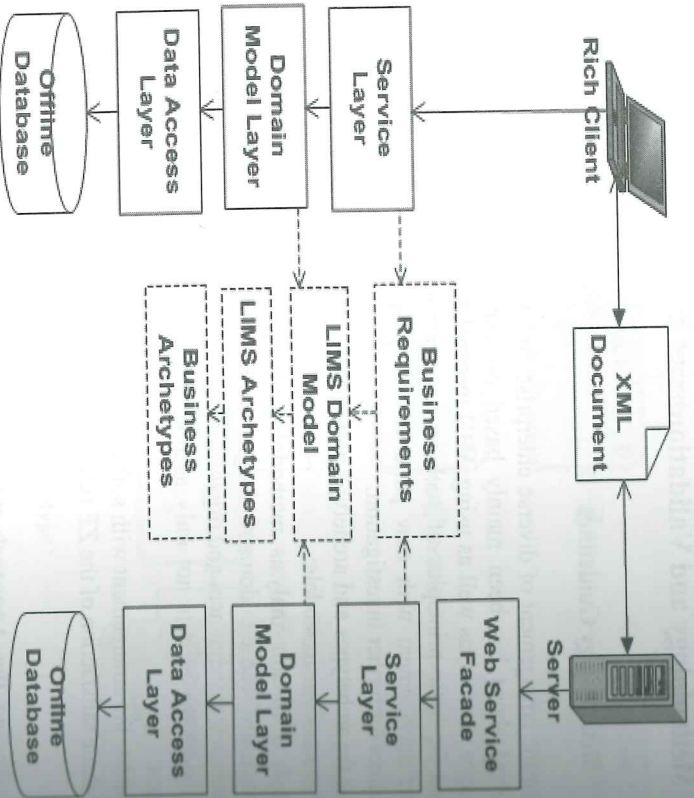 Rich Client
XML
Document
Server
Web Service
Facade
Service
Layer
Business
Requirements
Service
Layer
Domain
Model Layer
LIMS Domain
Model
Domain
Model Layer
Data Access
Layer
LIMS Archetypes
Data Access
Layer
Business
Archetypes
Offline
Database
Online
Database